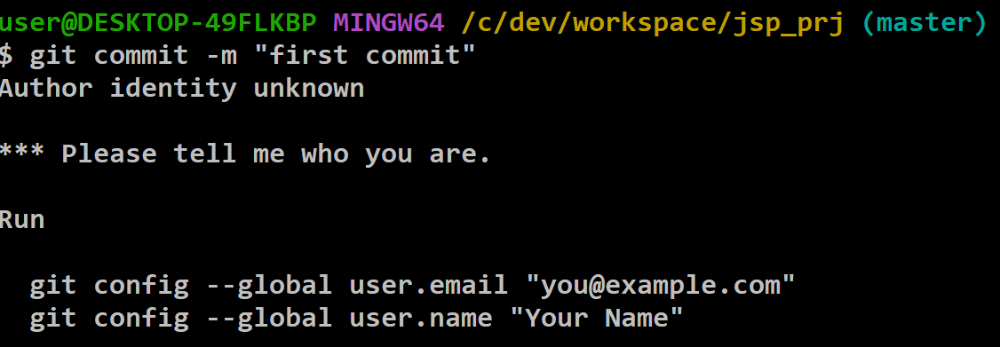 user@DESKTOP-49FLKBP MINGW64 /c/dev/workspace/jsp_prj (master)
$ git commit -m "first commit"
Author identity unknown
*** Please tell me who you are.
Run
git config --global user.email "you@example.com"
git config --global user.name "Your Name"